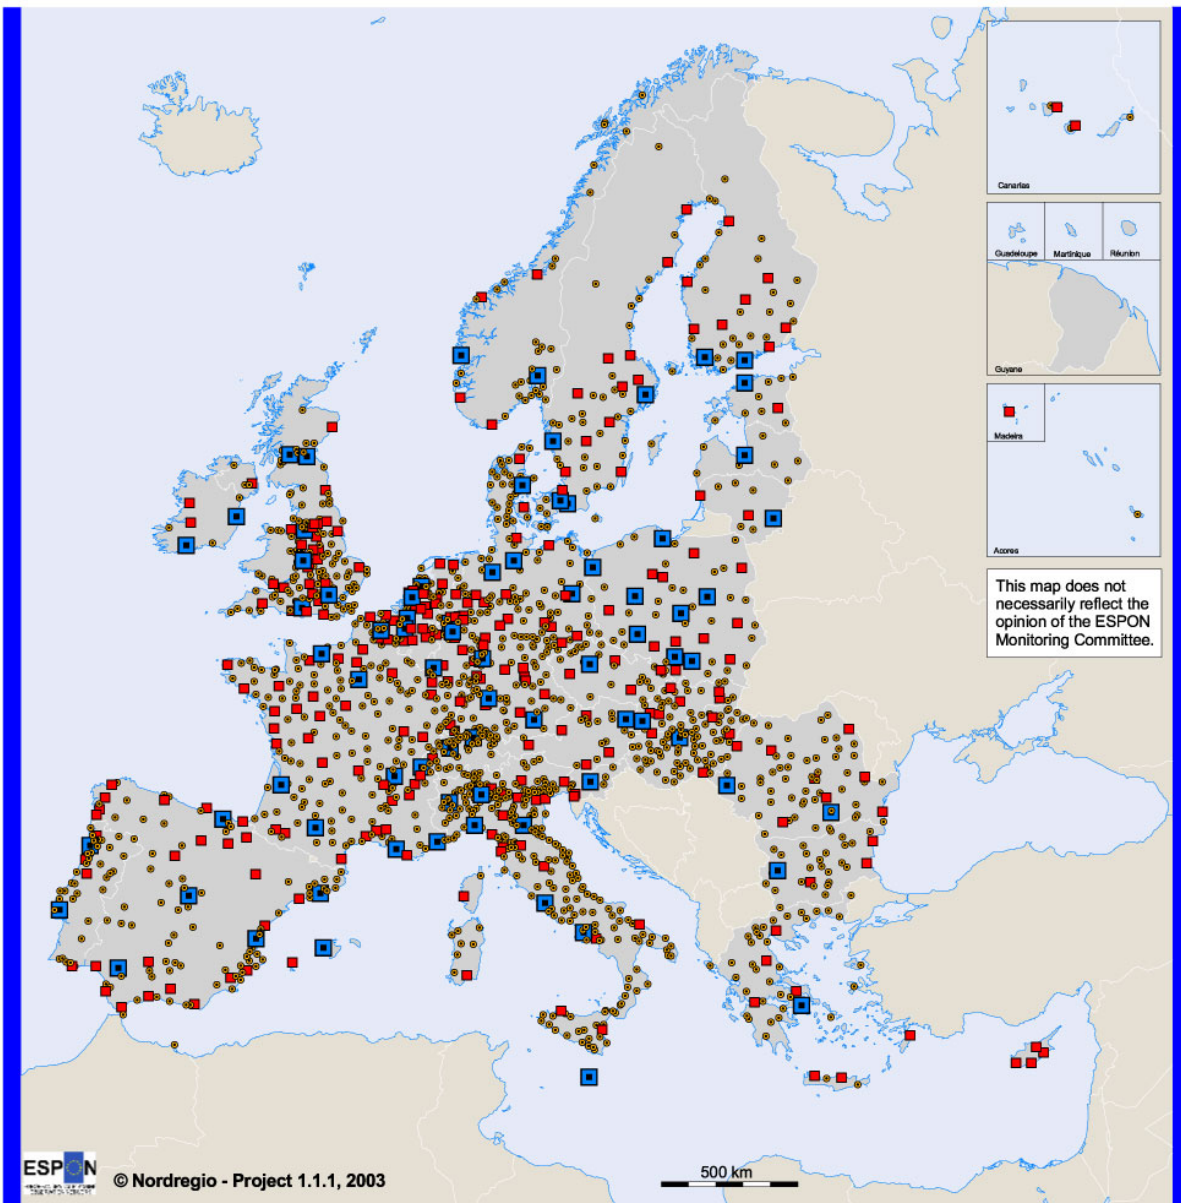 Canarias
Guadeloupe
Martinique
Réunion
Guyane
Madeira
Acores
This map does not
necessarily reflect the
opinion of the ESPON
Monitoring Committee.
ESPON
© Nordregio - Project 1.1.1, 2003
500 km